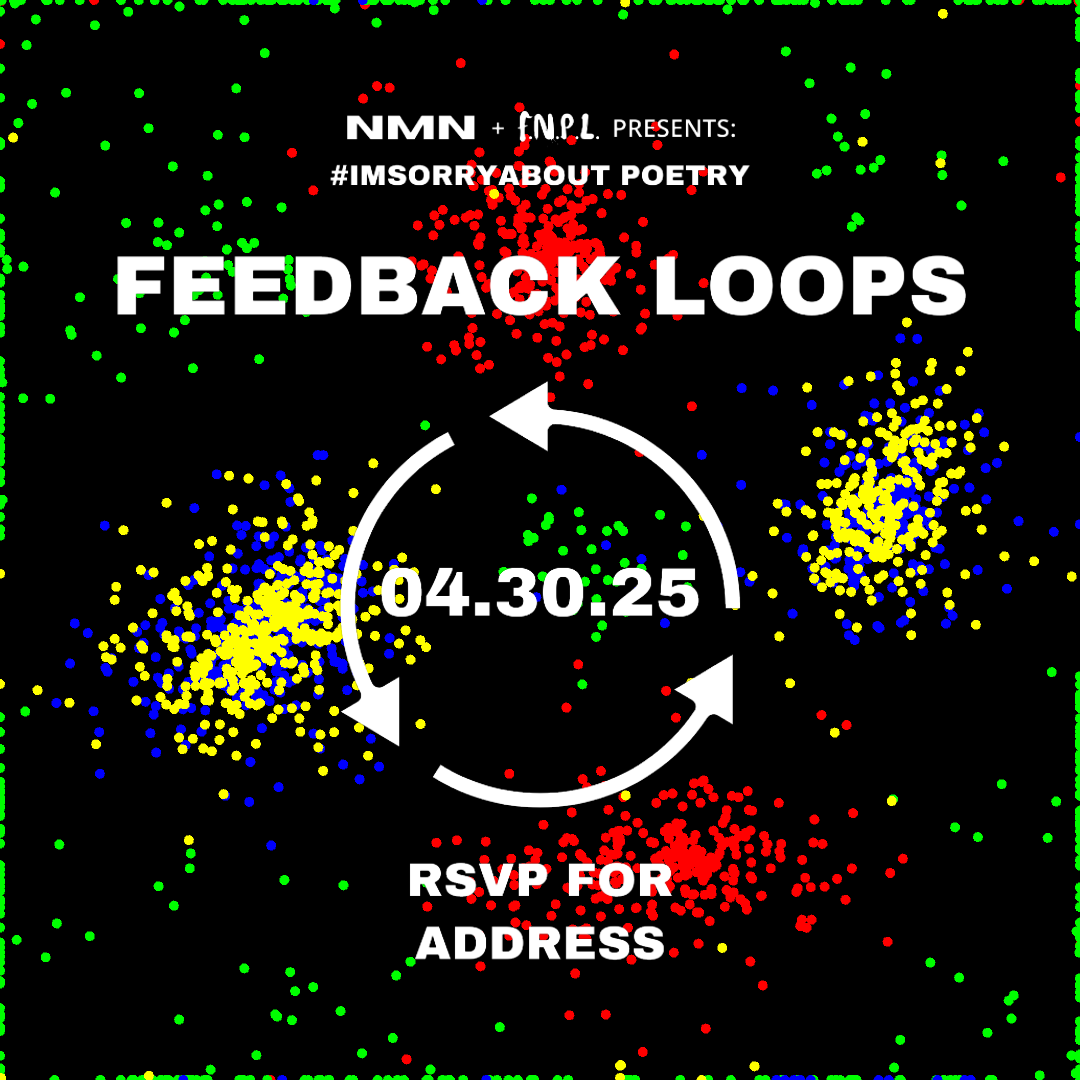 NMN + F.N.P.L. PRESENTS:
#IMSORRYABOUT POETRY
FEEDBACK LOOPS
04.30.25
RSVP FOR
ADDRESS